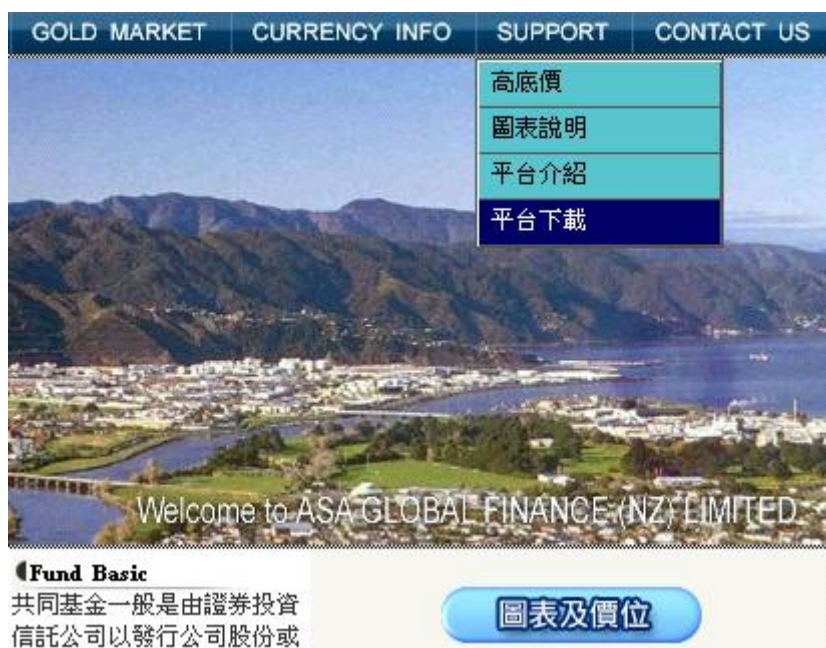 GOLD MARKET CURRENCY INFO SUPPORT CONTACT US
高底價
圖表說明
平台介紹
平台下載
Welcome to ASA GLOBAL FINANCE (NZ) LIMITED.
Fund Basic
共同基金一般是由證券投資
信託公司以發行公司股份或
圖表及價位